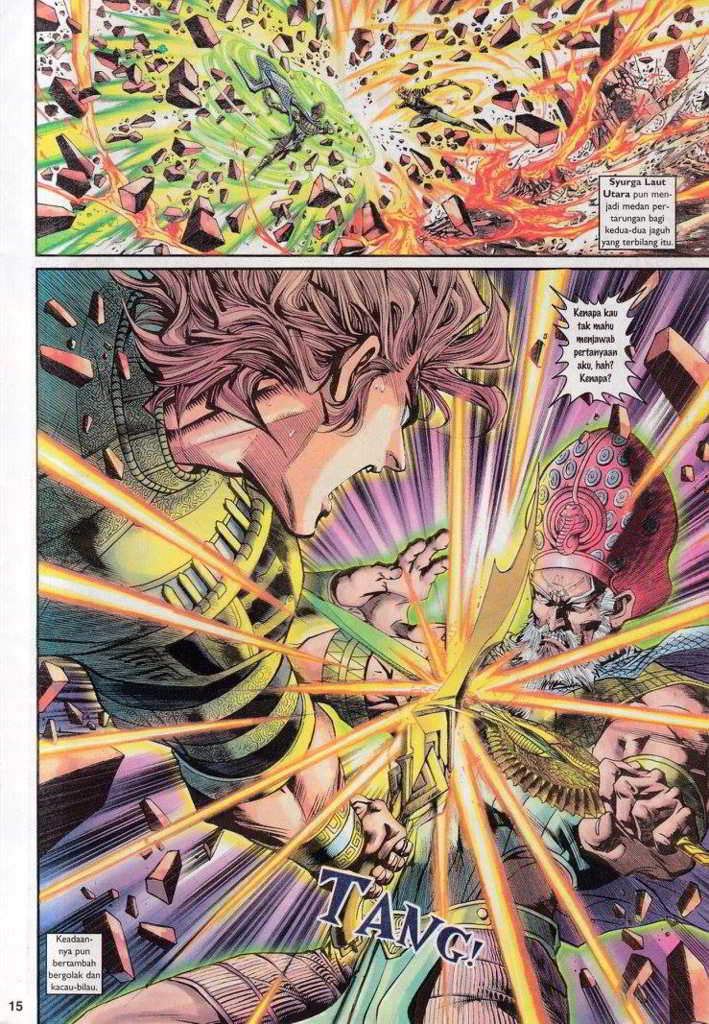 Syurga Laut
Utara pun men-
jadi medan per-
tarungan bagi
kedua-dua jaguh
yang terbilang itu.
Kenapa kau
tak mahu
menjawab
pertanyaan
aku, hah?
Kenapa?
TANG!
Keadaan-
nya pun
bertambah
bergolak dan
kacau-bilau.
15